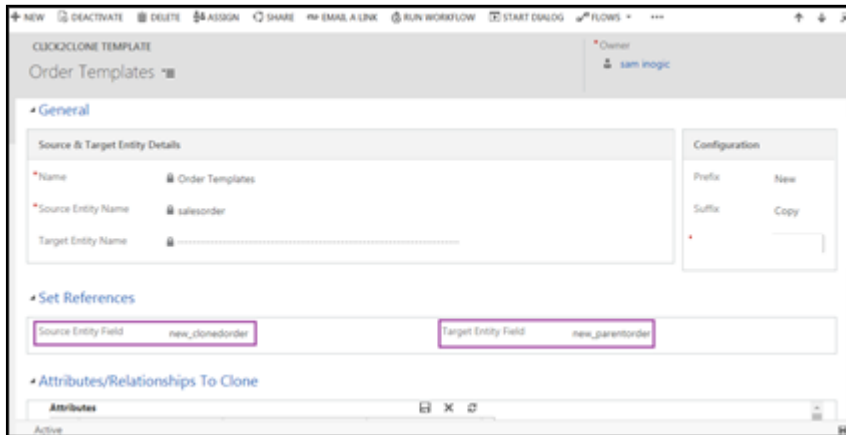 + NEW DEACTIVATE DELETE ASSIGN SHARE EMAIL A LINK RUN WORKFLOW START DIALOG FLOWS ...
CLICK2CLONE TEMPLATE
Order Templates
*Owner
sam inogic
General
Source & Target Entity Details
*Name Order Templates
*Source Entity Name salesorder
Target Entity Name
Configuration
Prefix New
Suffix Copy
*
Set References
Source Entity Field new_clonedorder
Target Entity Field new_parentorder
Attributes/Relationships To Clone
Attributes
Active